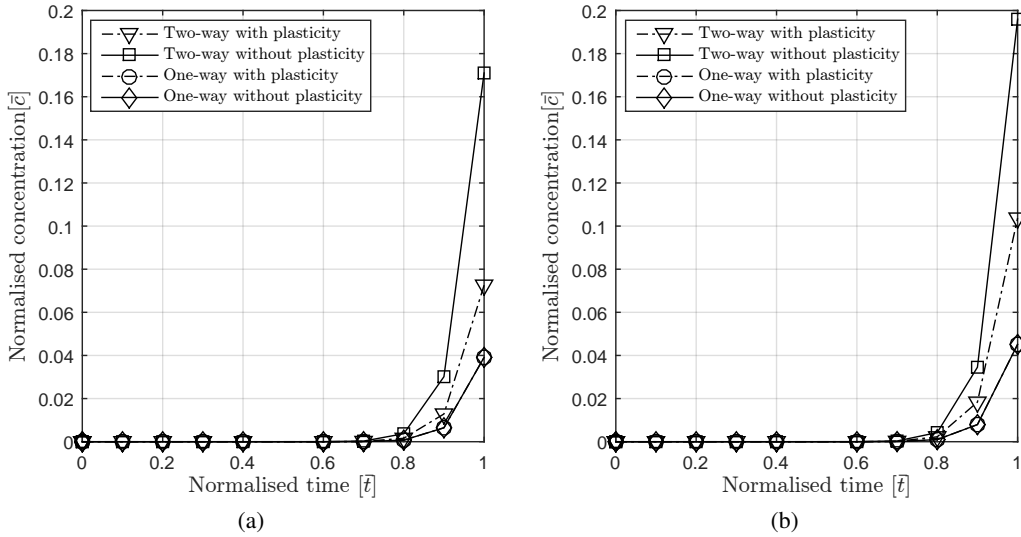 0.2
0.18
0.16
0.14
0.12
0.1
0.08
0.06
0.04
0.02
0
Normalised concentration[c̄]
Two-way with plasticity
Two-way without plasticity
One-way with plasticity
One-way without plasticity
0 0.2 0.4 0.6 0.8 1
Normalised time [t̄]
(a)
0.2
0.18
0.16
0.14
0.12
0.1
0.08
0.06
0.04
0.02
0
Normalised concentration[c̄]
Two-way with plasticity
Two-way without plasticity
One-way with plasticity
One-way without plasticity
0 0.2 0.4 0.6 0.8 1
Normalised time [t̄]
(b)